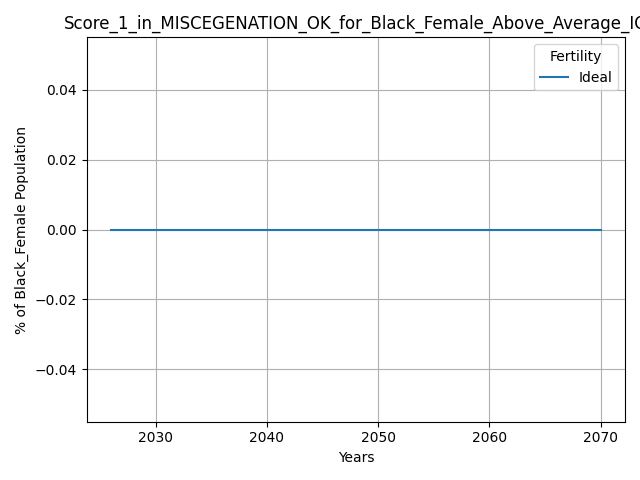 Score_1_in_MISCEGENATION_OK_for_Black_Female_Above_Average_IQ
Fertility
Ideal
0.04
0.02
0.00
−0.02
−0.04
% of Black_Female Population
2030 2040 2050 2060 2070
Years